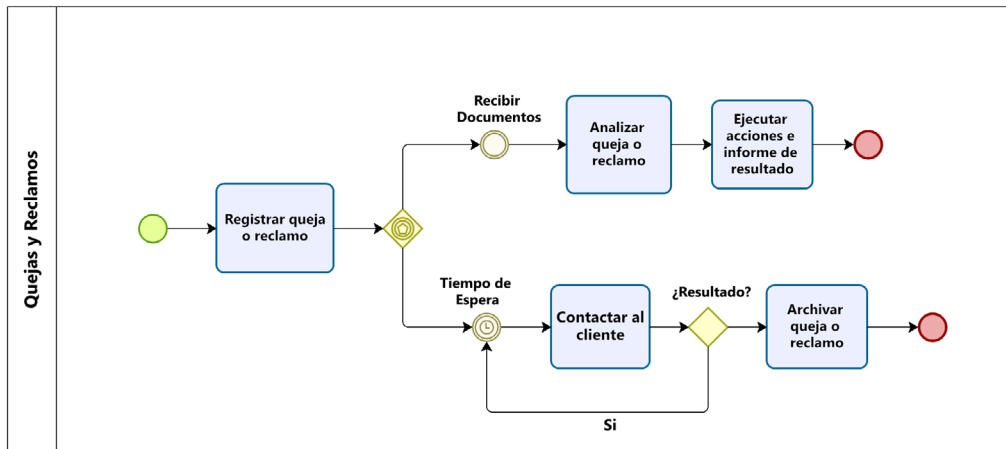 Quejas y Reclamos
Registrar queja
o reclamo
Recibir
Documentos
Analizar
queja o
reclamo
Ejecutar
acciones e
informe de
resultado
Tiempo de
Espera
Contactar al
cliente
¿Resultado?
Archivar
queja o
reclamo
Si